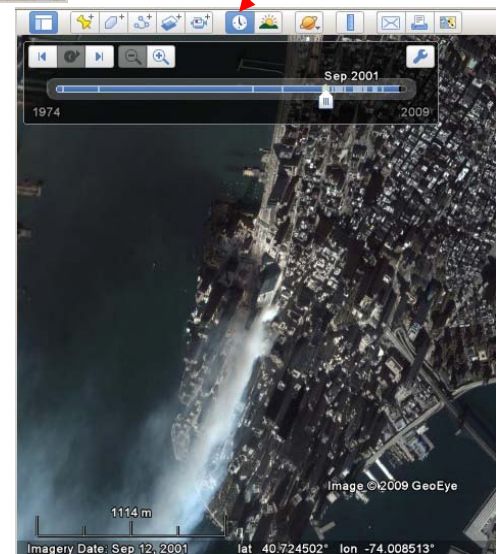 Sep 2001
1974 2009
Image © 2009 GeoEye
1114 m
Imagery Date: Sep 12, 2001 lat 40.724502° lon -74.008513°